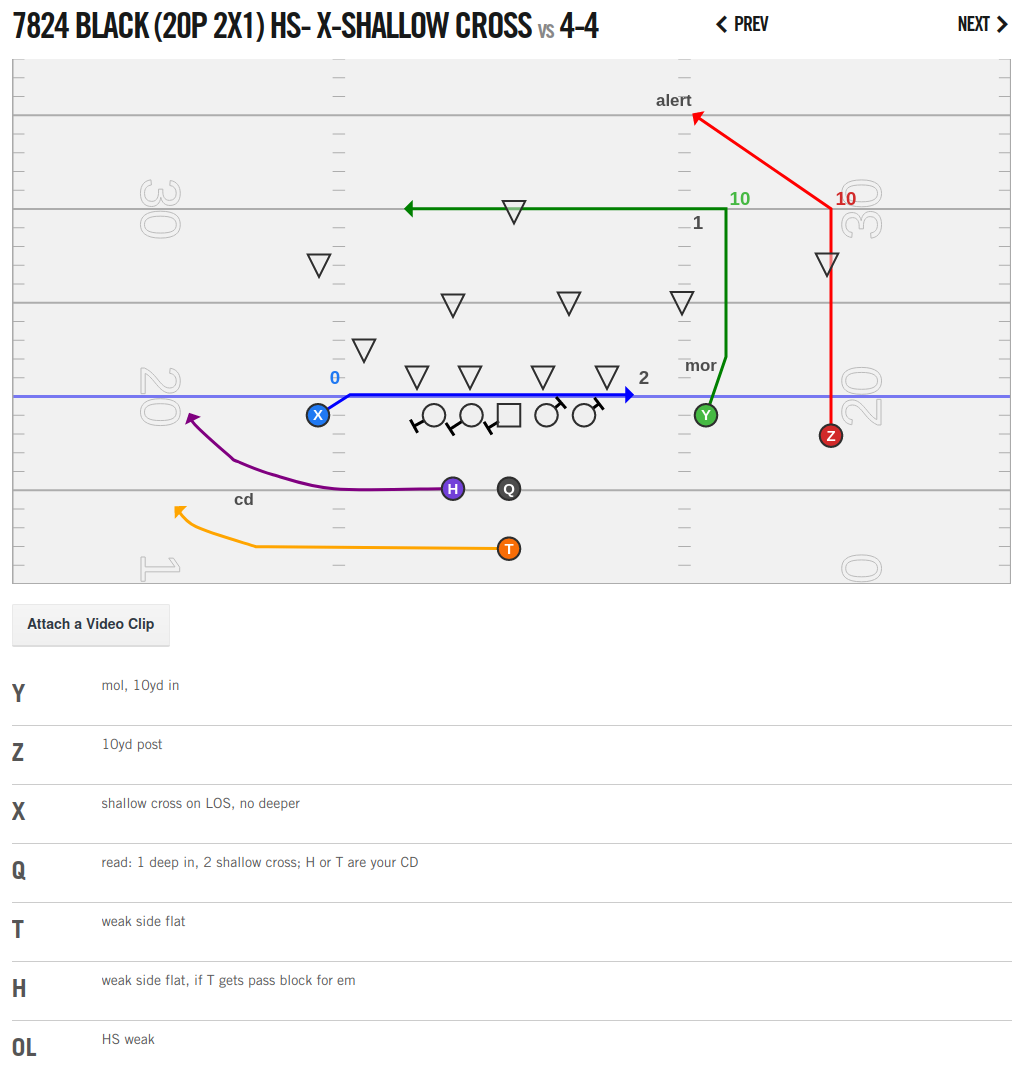 7824 BLACK (20P 2X1) HS- X-SHALLOW CROSS vs 4-4
PREV
NEXT
alert
30
10
10
30
1
mor
0
2
20
X
Y
20
Z
cd
H
Q
T
1
0
Attach a Video Clip
Y mol, 10yd in
Z 10yd post
X shallow cross on LOS, no deeper
Q read: 1 deep in, 2 shallow cross; H or T are your CD
T weak side flat
H weak side flat, if T gets pass block for em
OL HS weak